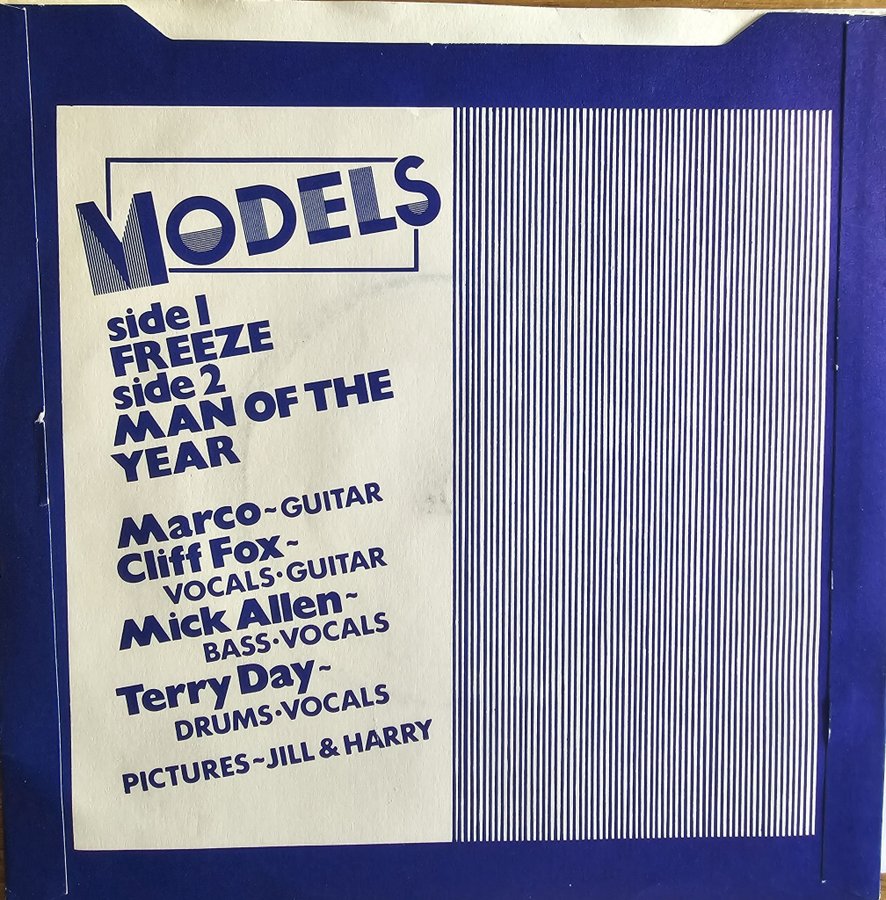 MODELS
side 1
FREEZE
side 2
MAN OF THE
YEAR
Marco~GUITAR
Cliff Fox~
VOCALS·GUITAR
Mick Allen~
BASS·VOCALS
Terry Day~
DRUMS·VOCALS
PICTURES~JILL & HARRY